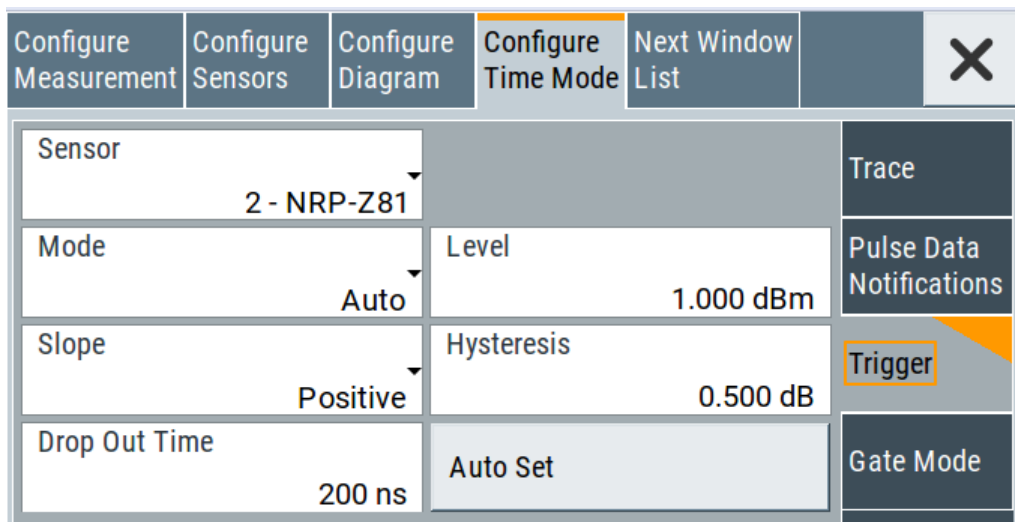 Configure Measurement
Configure Sensors
Configure Diagram
Configure Time Mode
Next Window List
Sensor
2 - NRP-Z81
Mode
Auto
Level
1.000 dBm
Slope
Positive
Hysteresis
0.500 dB
Drop Out Time
200 ns
Auto Set
Trace
Pulse Data
Notifications
Trigger
Gate Mode